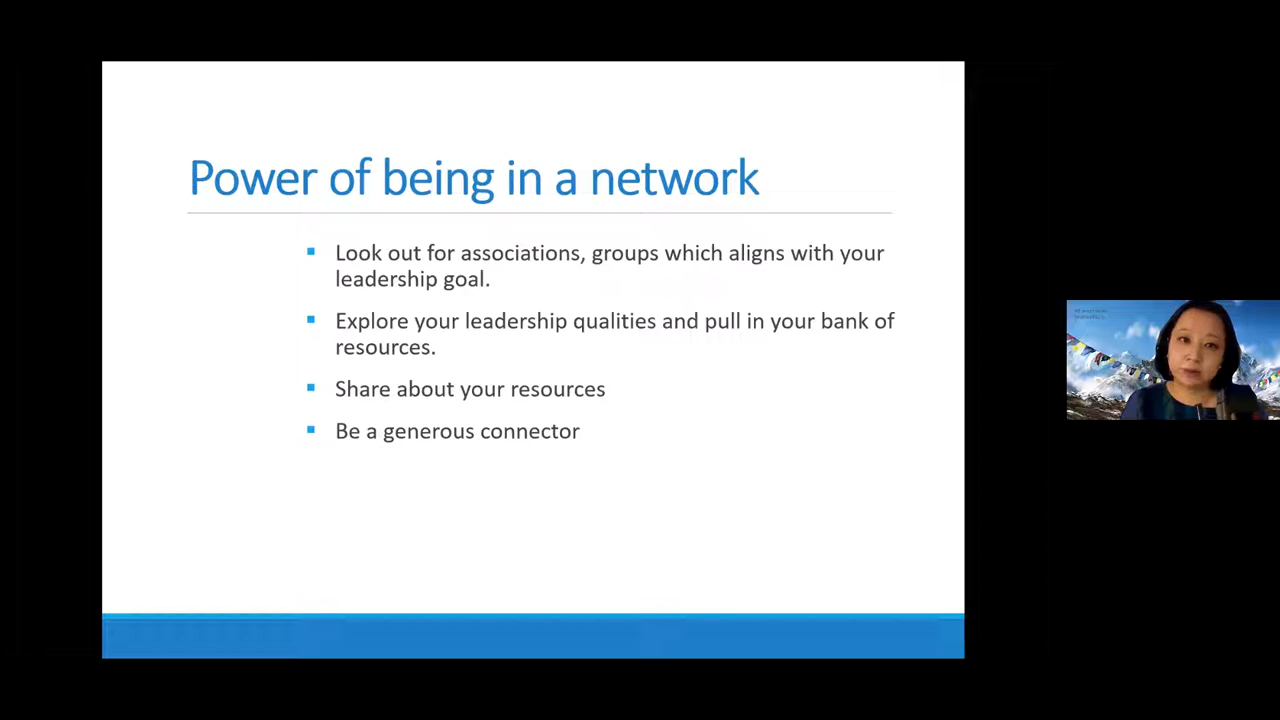 Power of being in a network
Look out for associations, groups which aligns with your
leadership goal.
Explore your leadership qualities and pull in your bank of
resources.
Share about your resources
Be a generous connector